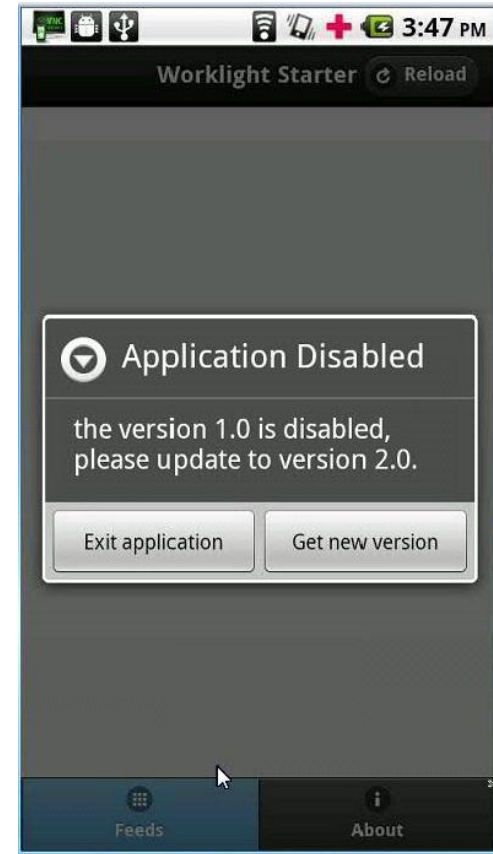 3:47 PM
Worklight Starter
Reload
Application Disabled
the version 1.0 is disabled,
please update to version 2.0.
Exit application
Get new version
Feeds
About